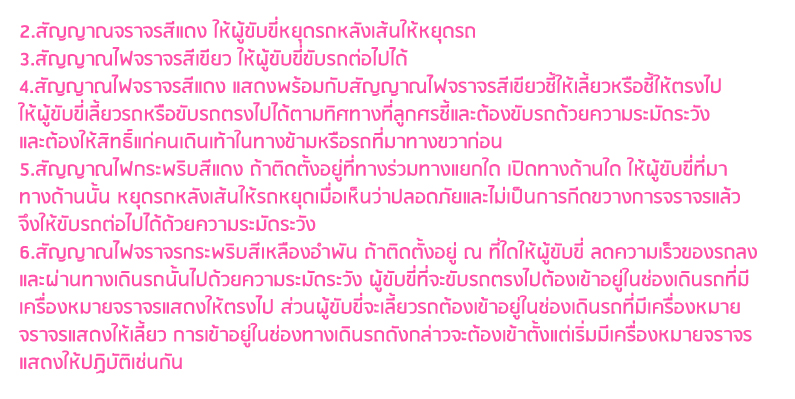 2.สัญญาณจราจรสีแดง ให้ผู้ขับขี่หยุดรถหลังเส้นให้หยุดรถ
3.สัญญาณไฟจราจรสีเขียว ให้ผู้ขับขี่ขับรถต่อไปได้
4.สัญญาณไฟจราจรสีแดง แสดงพร้อมกับสัญญาณไฟจราจรสีเขียวชี้ให้เลี้ยวหรือชี้ให้ตรงไป
ให้ผู้ขับขี่เลี้ยวรถหรือขับรถตรงไปได้ตามทิศทางที่ลูกศรชี้และต้องขับรถด้วยความระมัดระวัง
และต้องให้สิทธิ์แก่คนเดินเท้าในทางข้ามหรือรถที่มาทางขวาก่อน
5.สัญญาณไฟกระพริบสีแดง ถ้าติดตั้งอยู่ที่ทางร่วมทางแยกใด เปิดทางด้านใด ให้ผู้ขับขี่ที่มา
ทางด้านนั้น หยุดรถหลังเส้นให้รถหยุดเมื่อเห็นว่าปลอดภัยและไม่เป็นการกีดขวางการจราจรแล้ว
จึงให้ขับรถต่อไปได้ด้วยความระมัดระวัง
6.สัญญาณไฟจราจรกระพริบสีเหลืองอำพัน ถ้าติดตั้งอยู่ ณ ที่ใดให้ผู้ขับขี่ ลดความเร็วของรถลง
และผ่านทางเดินรถนั้นไปด้วยความระมัดระวัง ผู้ขับขี่ที่จะขับรถตรงไปต้องเข้าอยู่ในช่องเดินรถที่มี
เครื่องหมายจราจรแสดงให้ตรงไป ส่วนผู้ขับขี่จะเลี้ยวรถต้องเข้าอยู่ในช่องเดินรถที่มีเครื่องหมาย
จราจรแสดงให้เลี้ยว การเข้าอยู่ในช่องทางเดินรถดังกล่าวจะต้องเข้าตั้งแต่เริ่มมีเครื่องหมายจราจร
แสดงให้ปฏิบัติเช่นกัน